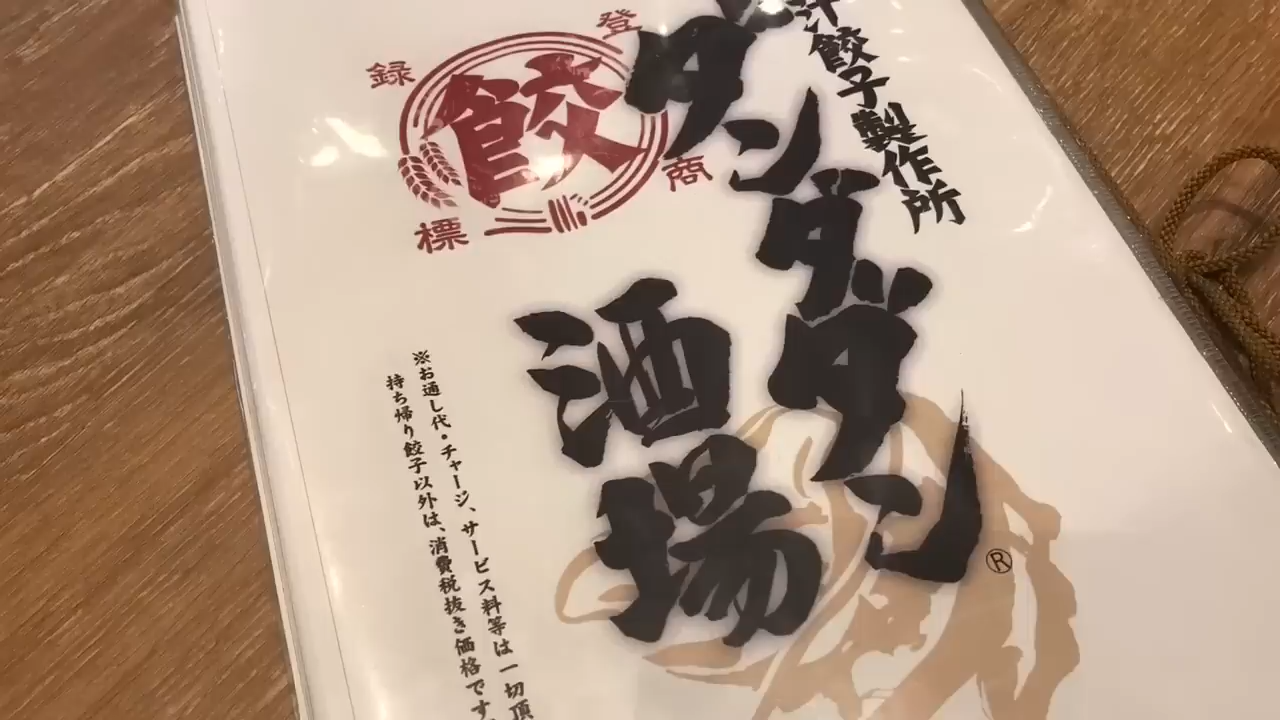 汁餃子製作所
ダンダダン
酒場
®
餃
登
録
商
標
※お通し代・チャージ、サービス料等は一切頂
持ち帰り餃子以外は、消費税抜き価格です